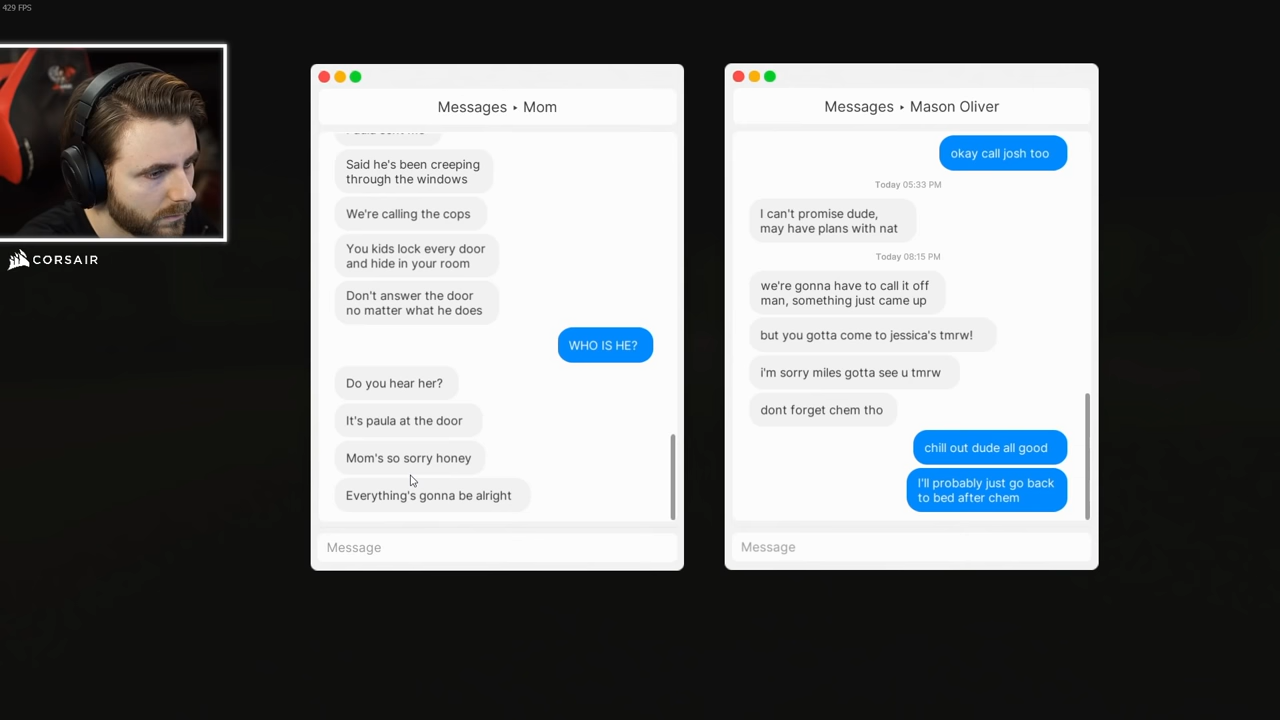 429 FPS
CORSAIR
Messages ‣ Mom
Said he's been creeping
through the windows
We're calling the cops
You kids lock every door
and hide in your room
Don't answer the door
no matter what he does
WHO IS HE?
Do you hear her?
It's paula at the door
Mom's so sorry honey
Everything's gonna be alright
Message
Messages ‣ Mason Oliver
okay call josh too
Today 05:33 PM
I can't promise dude,
may have plans with nat
Today 08:15 PM
we're gonna have to call it off
man, something just came up
but you gotta come to jessica's tmrw!
i'm sorry miles gotta see u tmrw
dont forget chem tho
chill out dude all good
I'll probably just go back
to bed after chem
Message